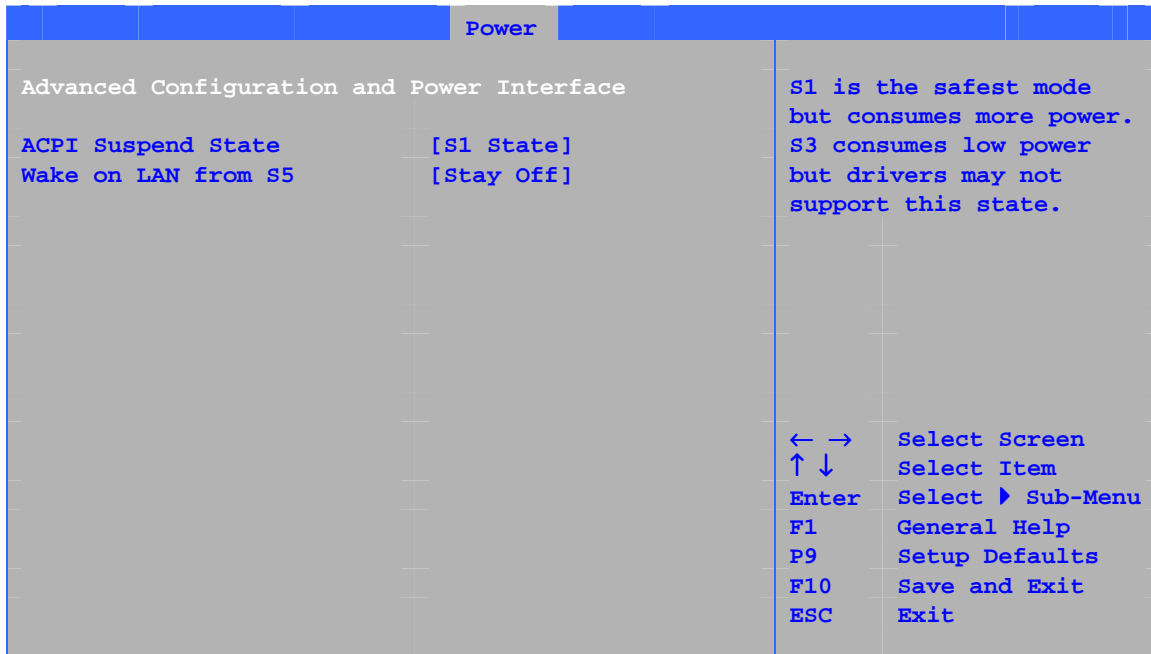 Power
Advanced Configuration and Power Interface
ACPI Suspend State [S1 State]
Wake on LAN from S5 [Stay Off]
S1 is the safest mode
but consumes more power.
S3 consumes low power
but drivers may not
support this state.
← → Select Screen
↑ ↓ Select Item
Enter Select ▶ Sub-Menu
F1 General Help
P9 Setup Defaults
F10 Save and Exit
ESC Exit